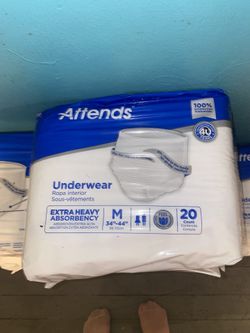 Attends
100%
Underwear
Ropa interior
Sous-vêtements
EXTRA HEAVY
ABSORBENCY
M
34"-44"
20
Count